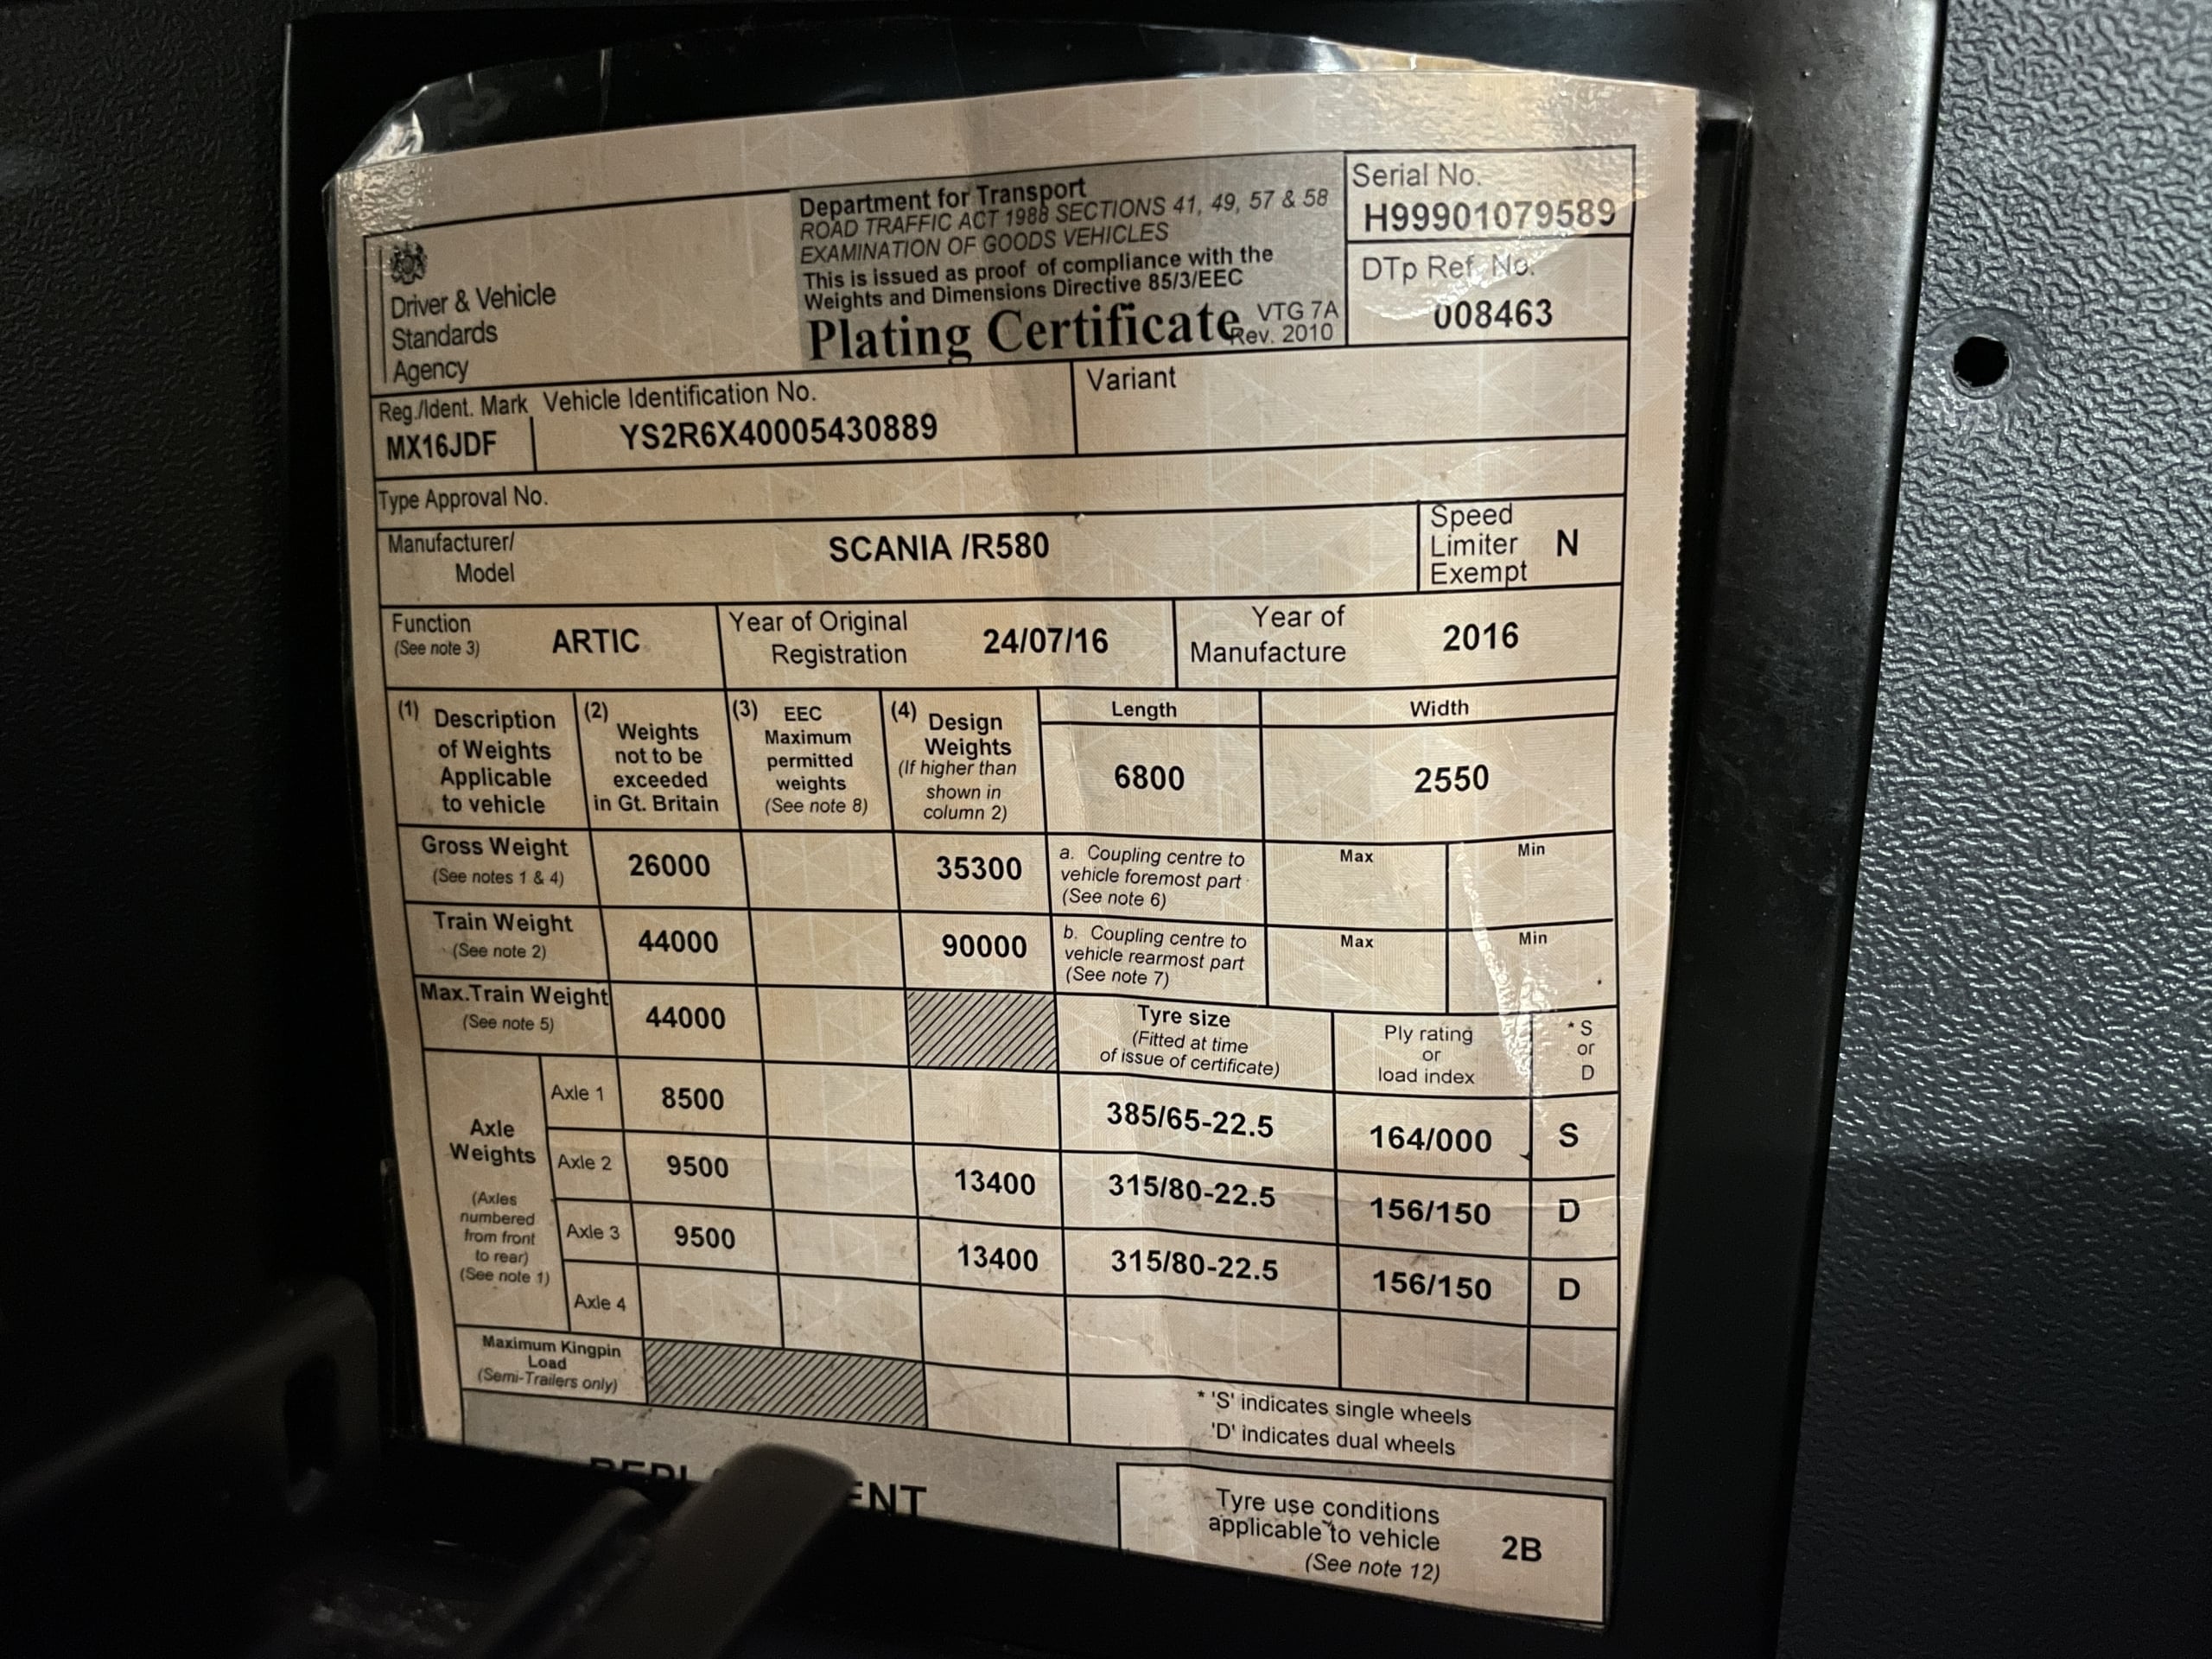 Department for Transport
ROAD TRAFFIC ACT 1988 SECTIONS 41, 49, 57 & 58
EXAMINATION OF GOODS VEHICLES
This is issued as proof of compliance with the
Weights and Dimensions Directive 85/3/EEC
Plating Certificate
VTG 7A
Rev. 2010
Serial No.
H99901079589
DTp Ref. No.
008463
Driver & Vehicle
Standards
Agency
Reg./Ident. Mark
MX16JDF
Vehicle Identification No.
YS2R6X40005430889
Variant
Type Approval No.
Manufacturer/
Model
SCANIA /R580
Speed
Limiter
Exempt
N
Function
(See note 3)
ARTIC
Year of Original
Registration
24/07/16
Year of
Manufacture
2016
(1) Description
of Weights
Applicable
to vehicle
(2) Weights
not to be
exceeded
in Gt. Britain
(3) EEC
Maximum
permitted
weights
(See note 8)
(4) Design
Weights
(If higher than
shown in
column 2)
Length
6800
Width
2550
Gross Weight
(See notes 1 & 4)
26000
35300
a. Coupling centre to
vehicle foremost part
(See note 6)
Max
Min
Train Weight
(See note 2)
44000
90000
b. Coupling centre to
vehicle rearmost part
(See note 7)
Max
Min
Max.Train Weight
(See note 5)
44000
Tyre size
(Fitted at time
of issue of certificate)
Ply rating
or
load index
* S
or
D
Axle
Weights
(Axles
numbered
from front
to rear)
(See note 1)
Axle 1
8500
385/65-22.5
164/000
S
Axle 2
9500
13400
315/80-22.5
156/150
D
Axle 3
9500
13400
315/80-22.5
156/150
D
Axle 4
Maximum Kingpin
Load
(Semi-Trailers only)
* 'S' indicates single wheels
'D' indicates dual wheels
Tyre use conditions
applicable to vehicle
(See note 12)
2B